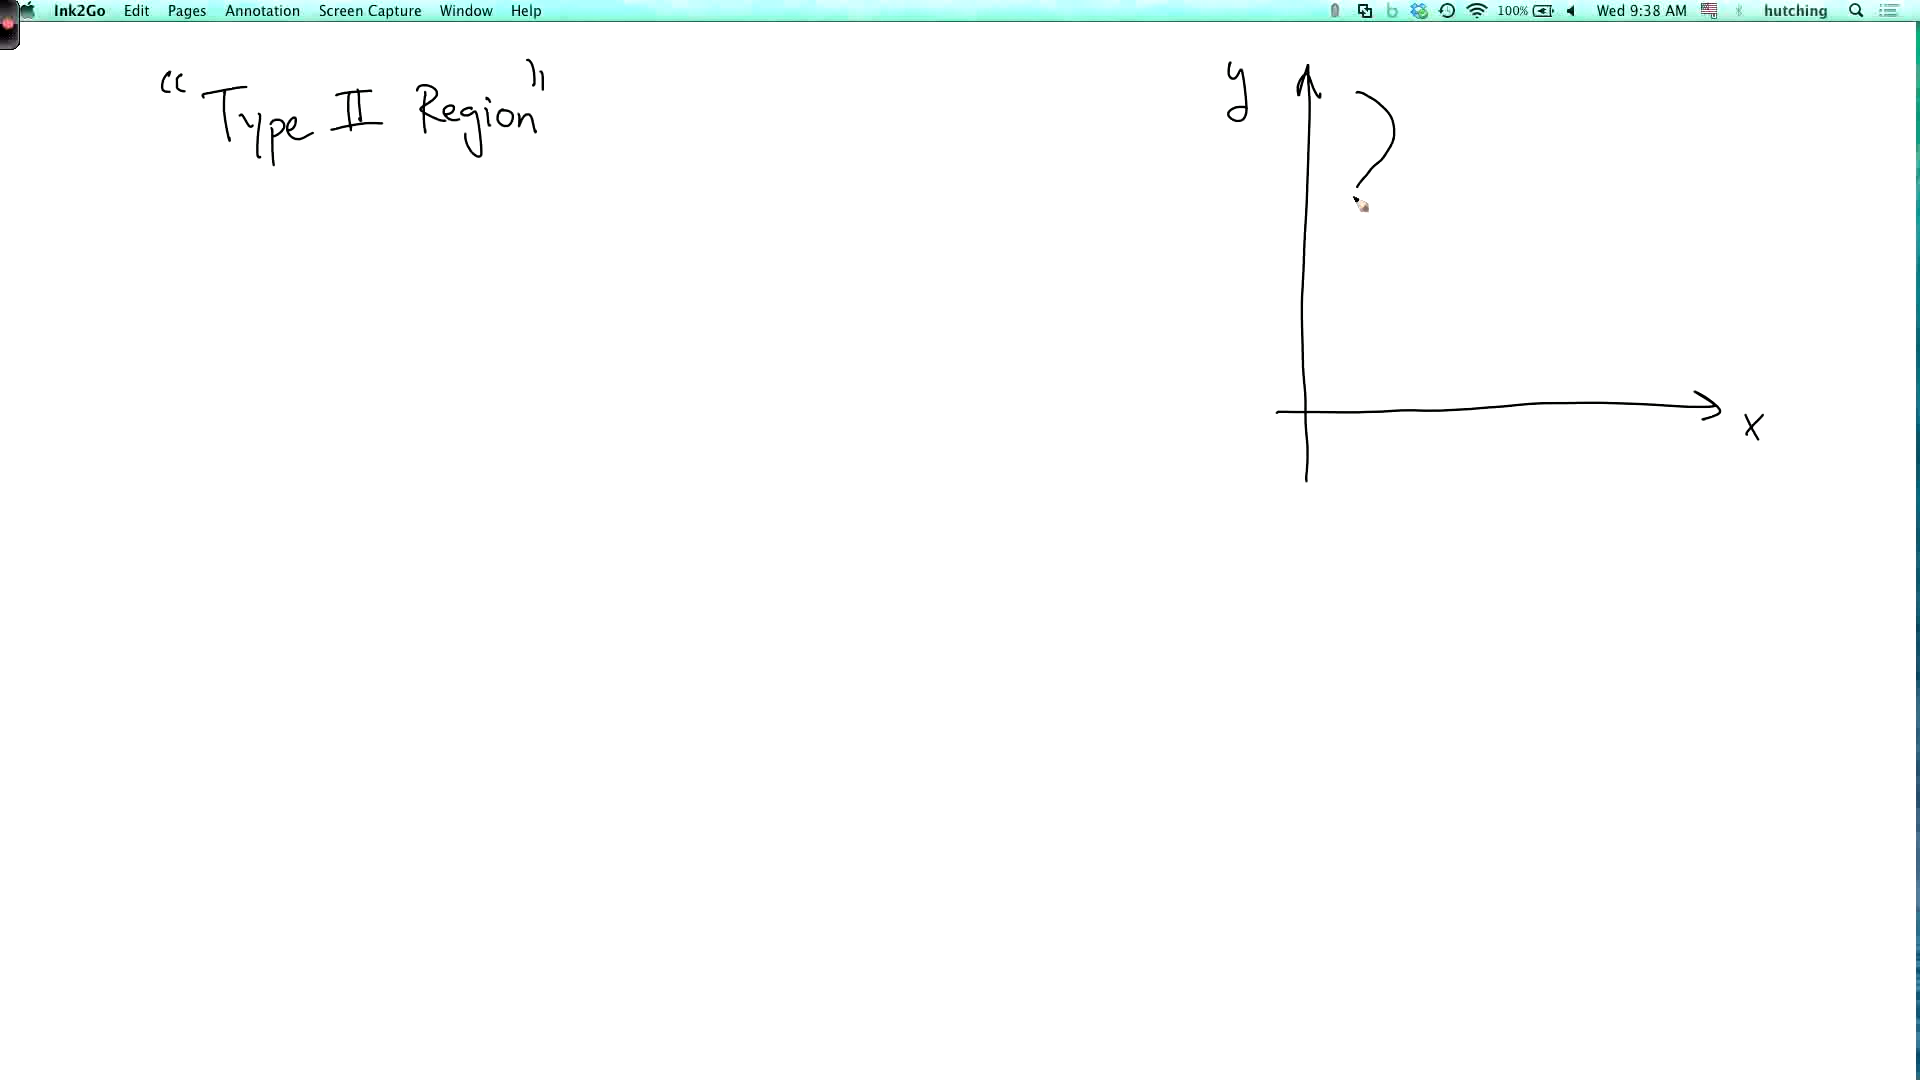 Ink2Go Edit Pages Annotation Screen Capture Window Help 100% Wed 9:38 AM hutching
"Type II Region"
y
x